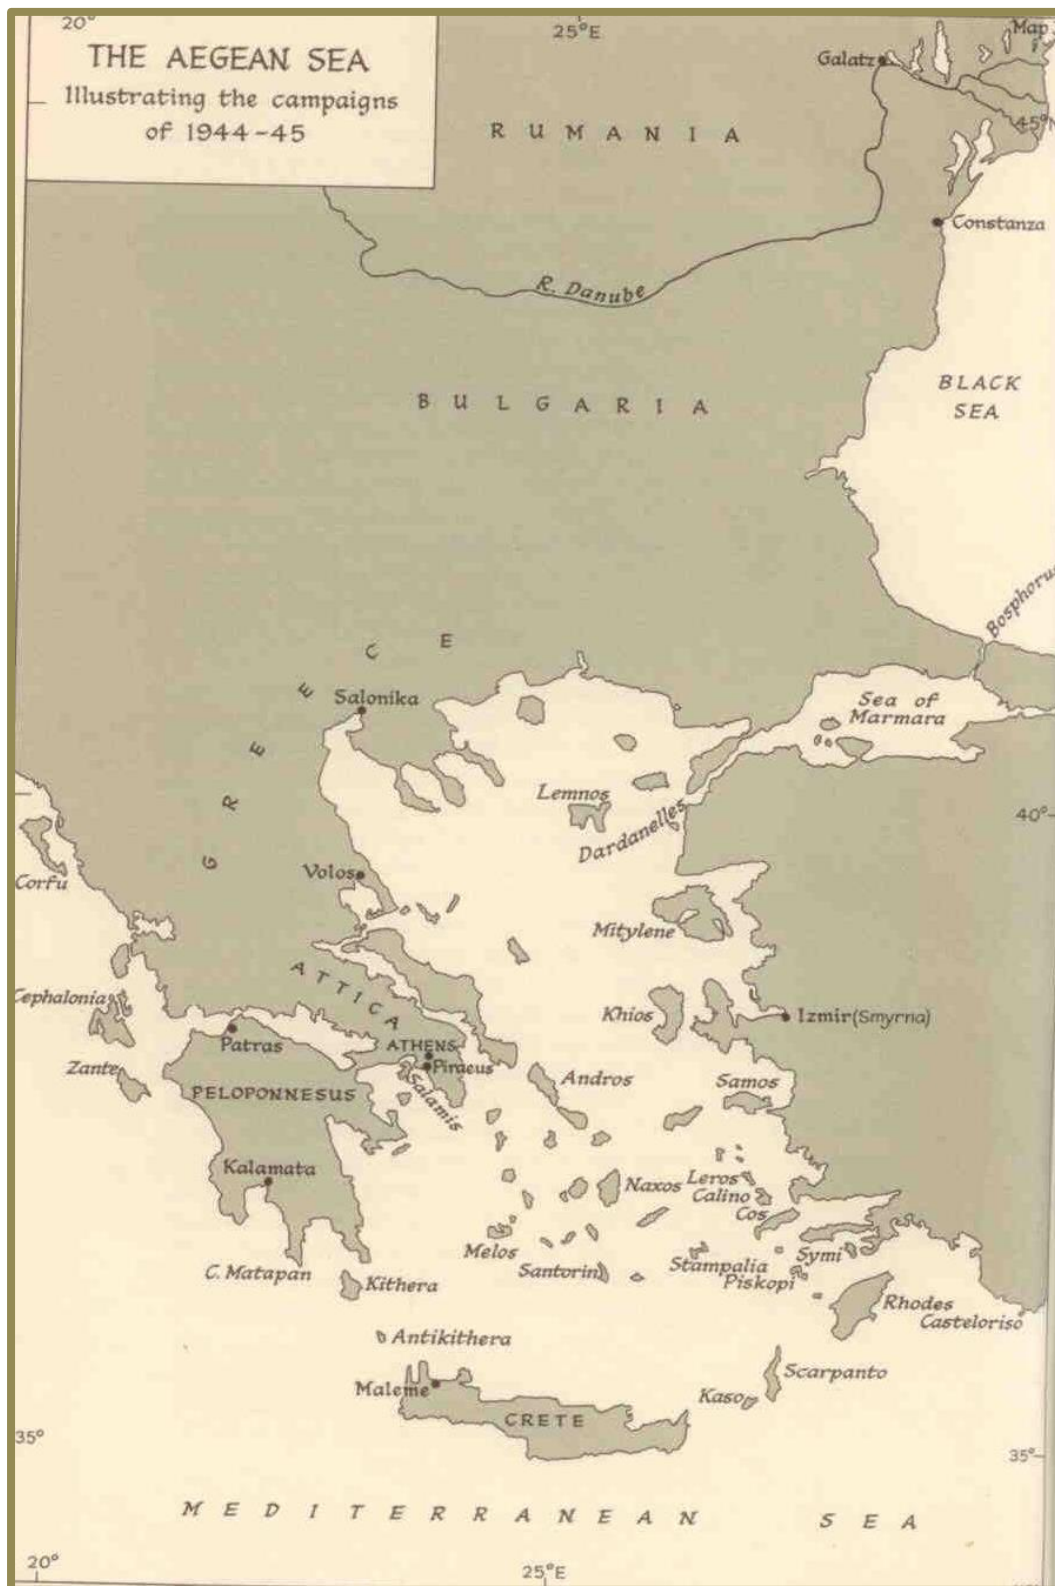 20°
25°E
THE AEGEAN SEA
Illustrating the campaigns
of 1944-45
Map
Galatz
45°N
RUMANIA
Constanza
R. Danube
BLACK
SEA
BULGARIA
Bosphorus
GREECE
Salonika
Sea of
Marmara
Lemnos
Dardanelles
40°
Volos
Corfu
Mitylene
ATTICA
Cephalonia
Khios
Izmir (Smyrna)
Patras
ATHENS
Piraeus
Zante
Salamis
Andros
Samos
PELOPONNESUS
Kalamata
Naxos
Leros
Calino
Cos
Melos
Santorin
Stampalia
Symi
Piskopi
C. Matapan
Kithera
Rhodes
Casteloriso
Antikithera
Scarpanto
Maleme
Kaso
CRETE
35°
35°
MEDITERRANEAN SEA
20°
25°E